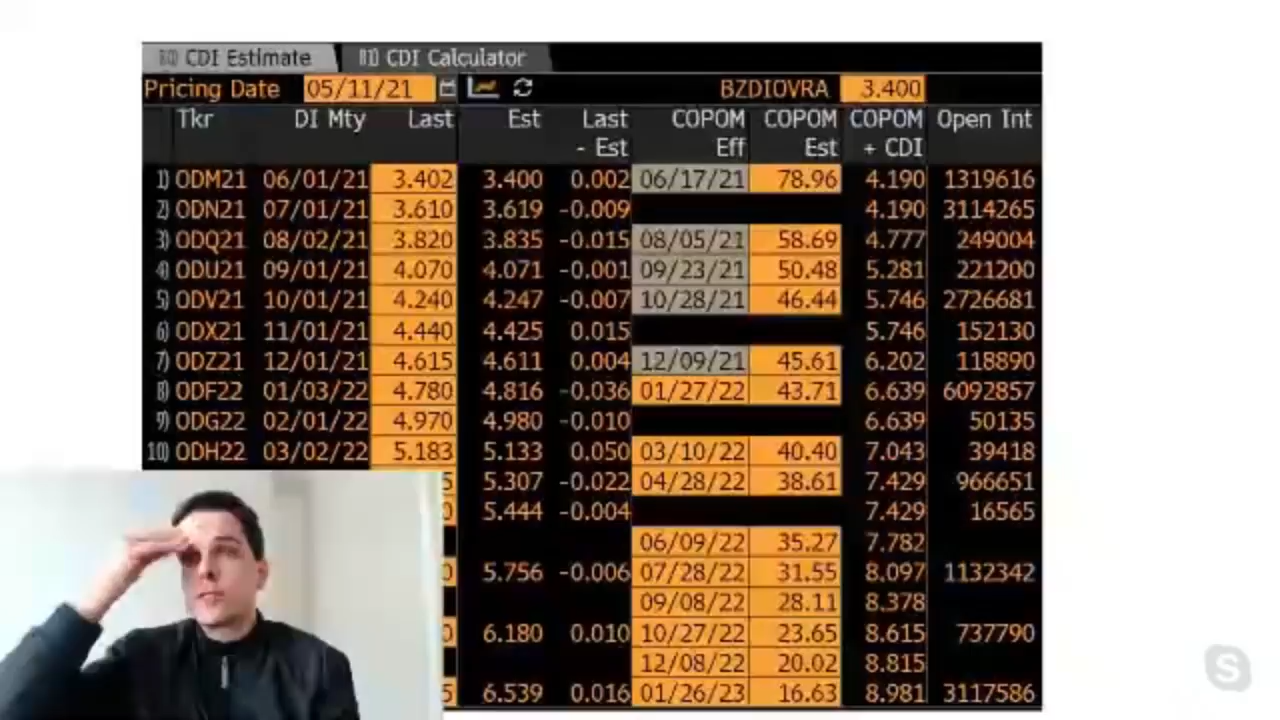 80) CDI Estimate 81) CDI Calculator
Pricing Date 05/11/21 BZDIOVRA 3.400
Tkr DI Mty Last Est Last COPOM COPOM COPOM Open Int
- Est Eff Est + CDI
1) ODM21 06/01/21 3.402 3.400 0.002 06/17/21 78.96 4.190 1319616
2) ODN21 07/01/21 3.610 3.619 -0.009 4.190 3114265
3) ODQ21 08/02/21 3.820 3.835 -0.015 08/05/21 58.69 4.777 249004
4) ODU21 09/01/21 4.070 4.071 -0.001 09/23/21 50.48 5.281 221200
5) ODV21 10/01/21 4.240 4.247 -0.007 10/28/21 46.44 5.746 2726681
6) ODX21 11/01/21 4.440 4.425 0.015 5.746 152130
7) ODZ21 12/01/21 4.615 4.611 0.004 12/09/21 45.61 6.202 118890
8) ODF22 01/03/22 4.780 4.816 -0.036 01/27/22 43.71 6.639 6092857
9) ODG22 02/01/22 4.970 4.980 -0.010 6.639 50135
10) ODH22 03/02/22 5.183 5.133 0.050 03/10/22 40.40 7.043 39418
5 5.307 -0.022 04/28/22 38.61 7.429 966651
0 5.444 -0.004 7.429 16565
06/09/22 35.27 7.782
0 5.756 -0.006 07/28/22 31.55 8.097 1132342
09/08/22 28.11 8.378
0 6.180 0.010 10/27/22 23.65 8.615 737790
12/08/22 20.02 8.815
5 6.539 0.016 01/26/23 16.63 8.981 3117586
S